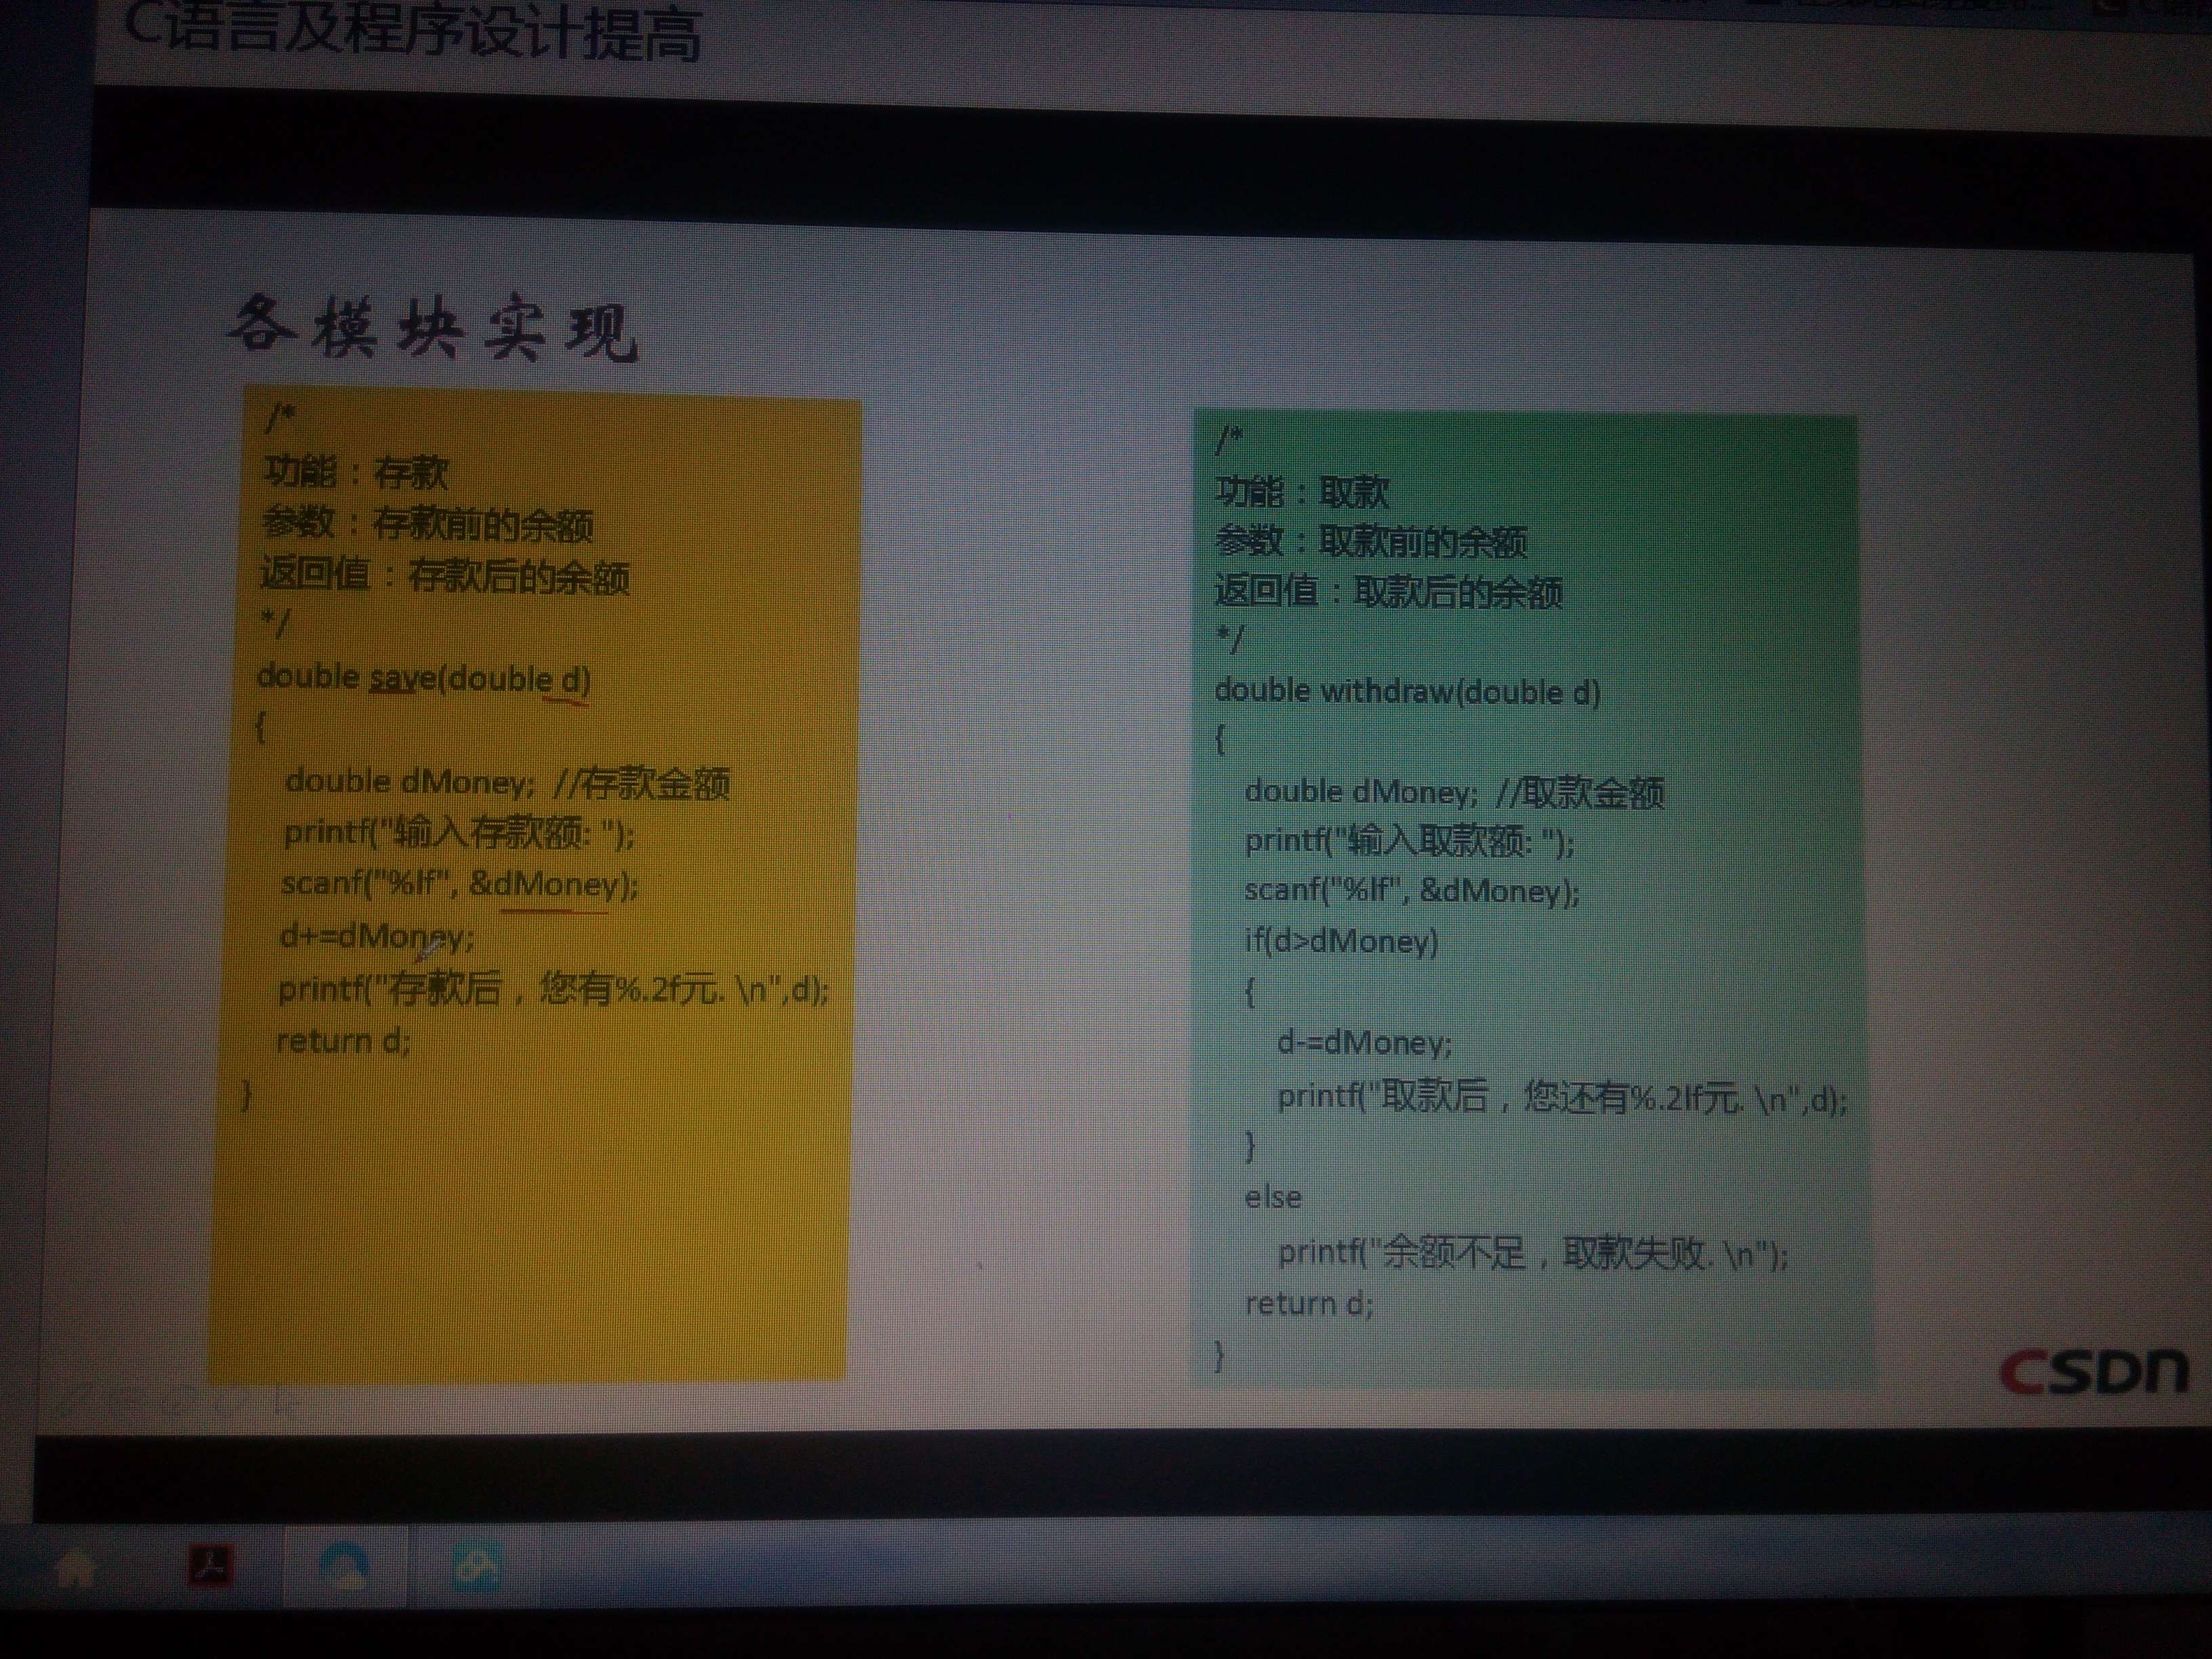 C语言及程序设计提高
各模块实现
/*
功能：存款
参数：存款前的余额
返回值：存款后的余额
*/
double save(double d)
{
double dMoney; //存款金额
printf("输入存款额: ");
scanf("%lf", &dMoney);
d+=dMoney;
printf("存款后，您有%.2f元. \n",d);
return d;
}
/*
功能：取款
参数：取款前的余额
返回值：取款后的余额
*/
double withdraw(double d)
{
double dMoney; //取款金额
printf("输入取款额: ");
scanf("%lf", &dMoney);
if(d>dMoney)
{
d-=dMoney;
printf("取款后，您还有%.2lf元. \n",d);
}
else
printf("余额不足，取款失败. \n");
return d;
}
CSDN